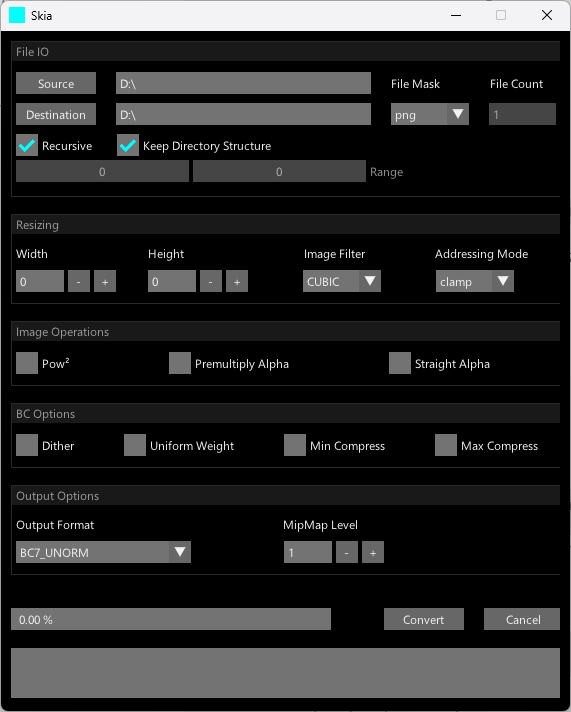 Skia
File IO
Source D:\ File Mask File Count
Destination D:\ png 1
Recursive Keep Directory Structure
0 0 Range
Resizing
Width Height Image Filter Addressing Mode
0 - + 0 - + CUBIC clamp
Image Operations
Pow² Premultiply Alpha Straight Alpha
BC Options
Dither Uniform Weight Min Compress Max Compress
Output Options
Output Format MipMap Level
BC7_UNORM 1 - +
0.00 % Convert Cancel